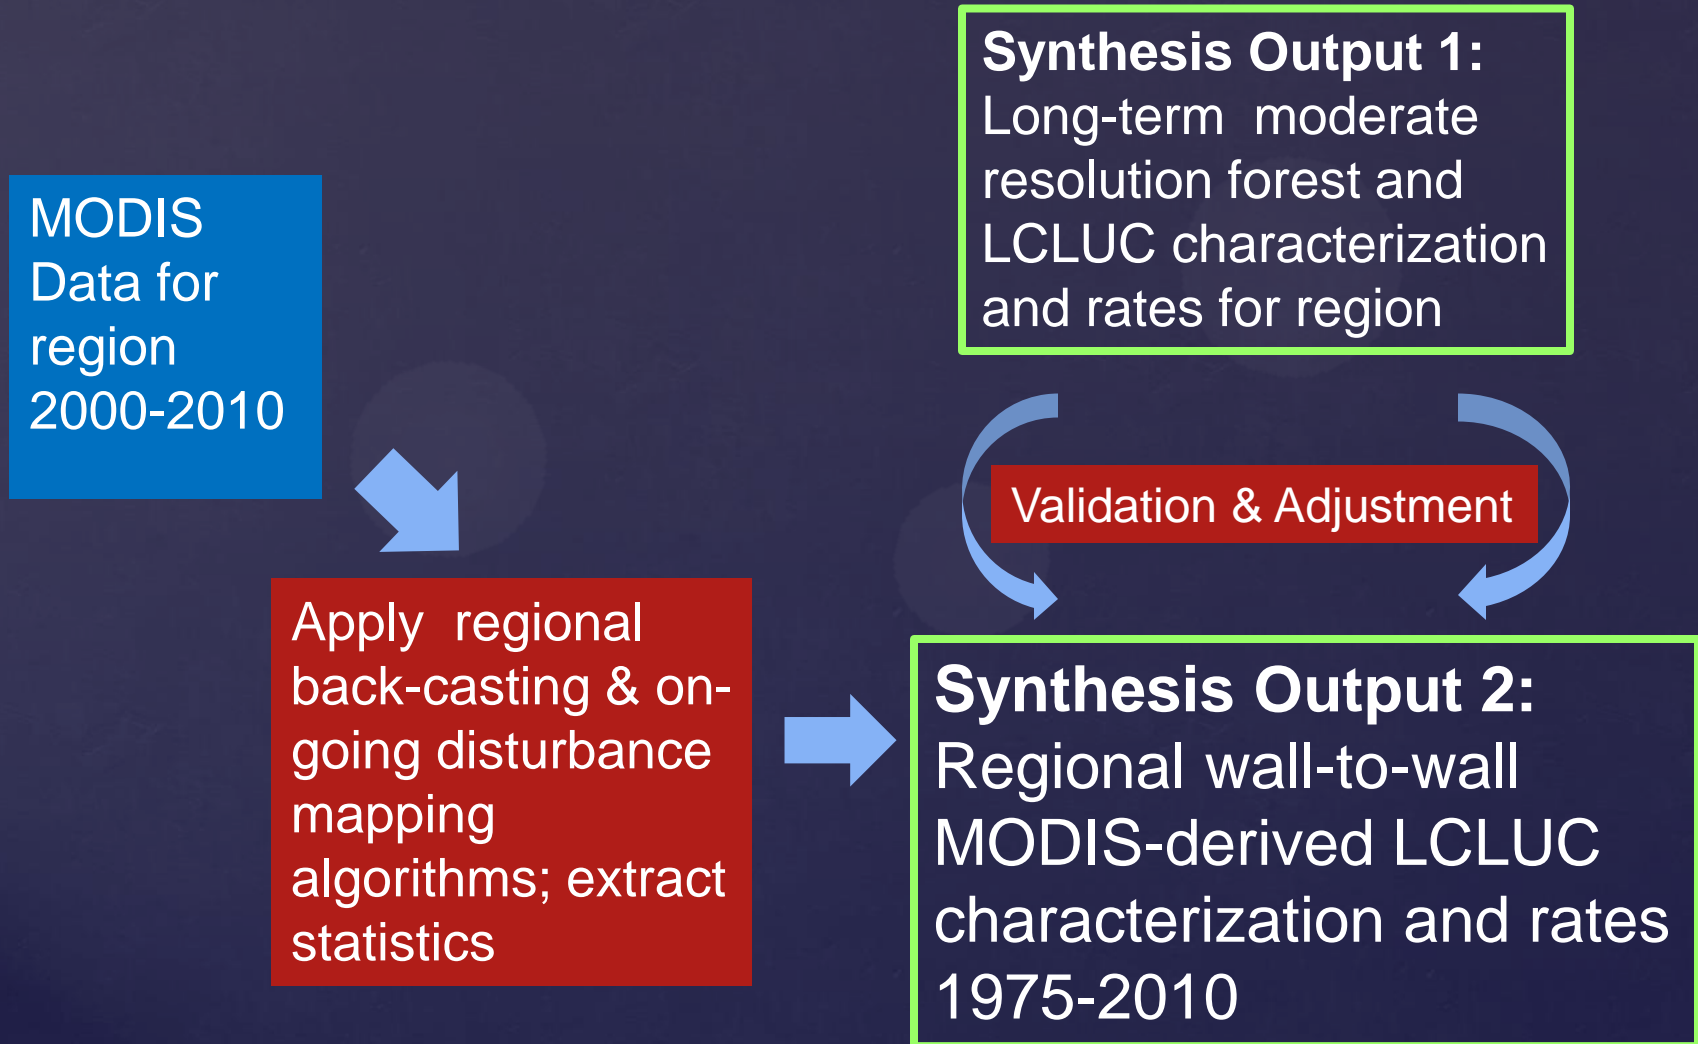 MODIS
Data for
region
2000-2010
Apply regional
back-casting & on-
going disturbance
mapping
algorithms; extract
statistics
Synthesis Output 1:
Long-term moderate
resolution forest and
LCLUC characterization
and rates for region
Validation & Adjustment
Synthesis Output 2:
Regional wall-to-wall
MODIS-derived LCLUC
characterization and rates
1975-2010